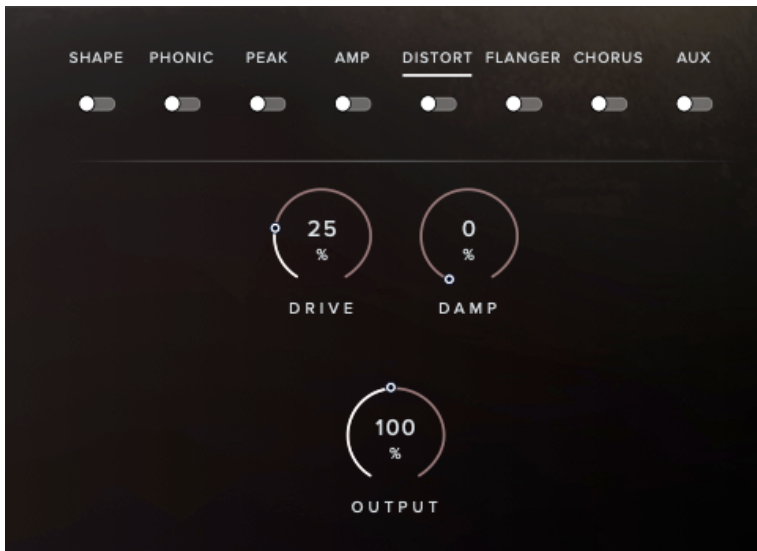 SHAPE PHONIC PEAK AMP DISTORT FLANGER CHORUS AUX
25 0
% %
DRIVE DAMP
100
%
OUTPUT